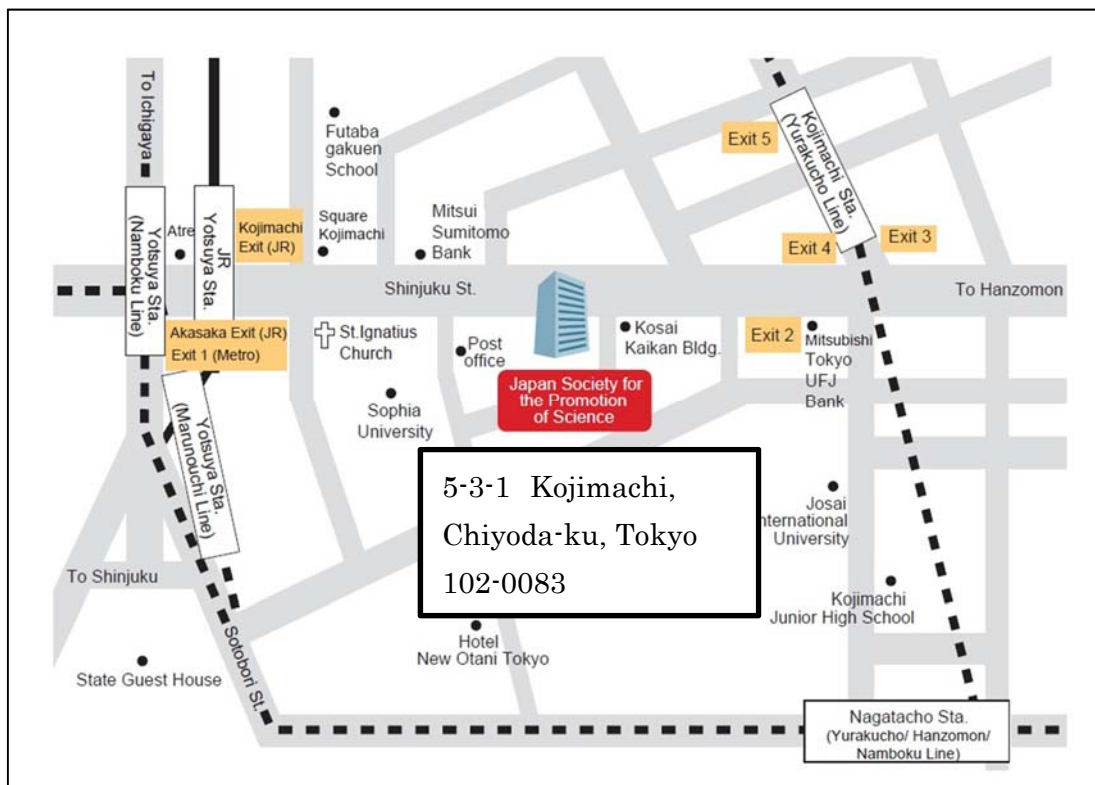 To Ichigaya
Futaba
gakuen
School
Exit 5
Kojimachi Sta.
(Yurakucho Line)
Yotsuya Sta.
(Namboku Line)
Atre
JR
Yotsuya Sta.
Kojimachi
Exit (JR)
Square
Kojimachi
Mitsui
Sumitomo
Bank
Exit 4
Exit 3
Shinjuku St.
To Hanzomon
Akasaka Exit (JR)
Exit 1 (Metro)
St.Ignatius
Church
Post
office
Kosai
Kaikan Bldg.
Exit 2
Mitsubishi
Tokyo
UFJ
Bank
Japan Society for
the Promotion
of Science
Sophia
University
Yotsuya Sta.
(Marunouchi Line)
5-3-1 Kojimachi,
Chiyoda-ku, Tokyo
102-0083
Josai
nternational
University
To Shinjuku
Kojimachi
Junior High School
Hotel
New Otani Tokyo
State Guest House
Sotobori St.
Nagatacho Sta.
(Yurakucho/ Hanzomon/
Namboku Line)